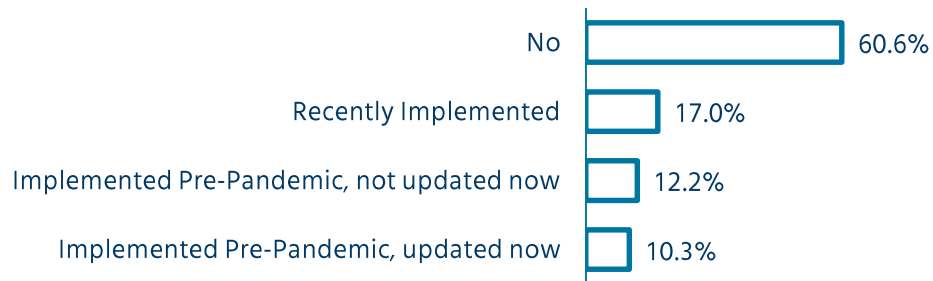 No 60.6%
Recently Implemented 17.0%
Implemented Pre-Pandemic, not updated now 12.2%
Implemented Pre-Pandemic, updated now 10.3%